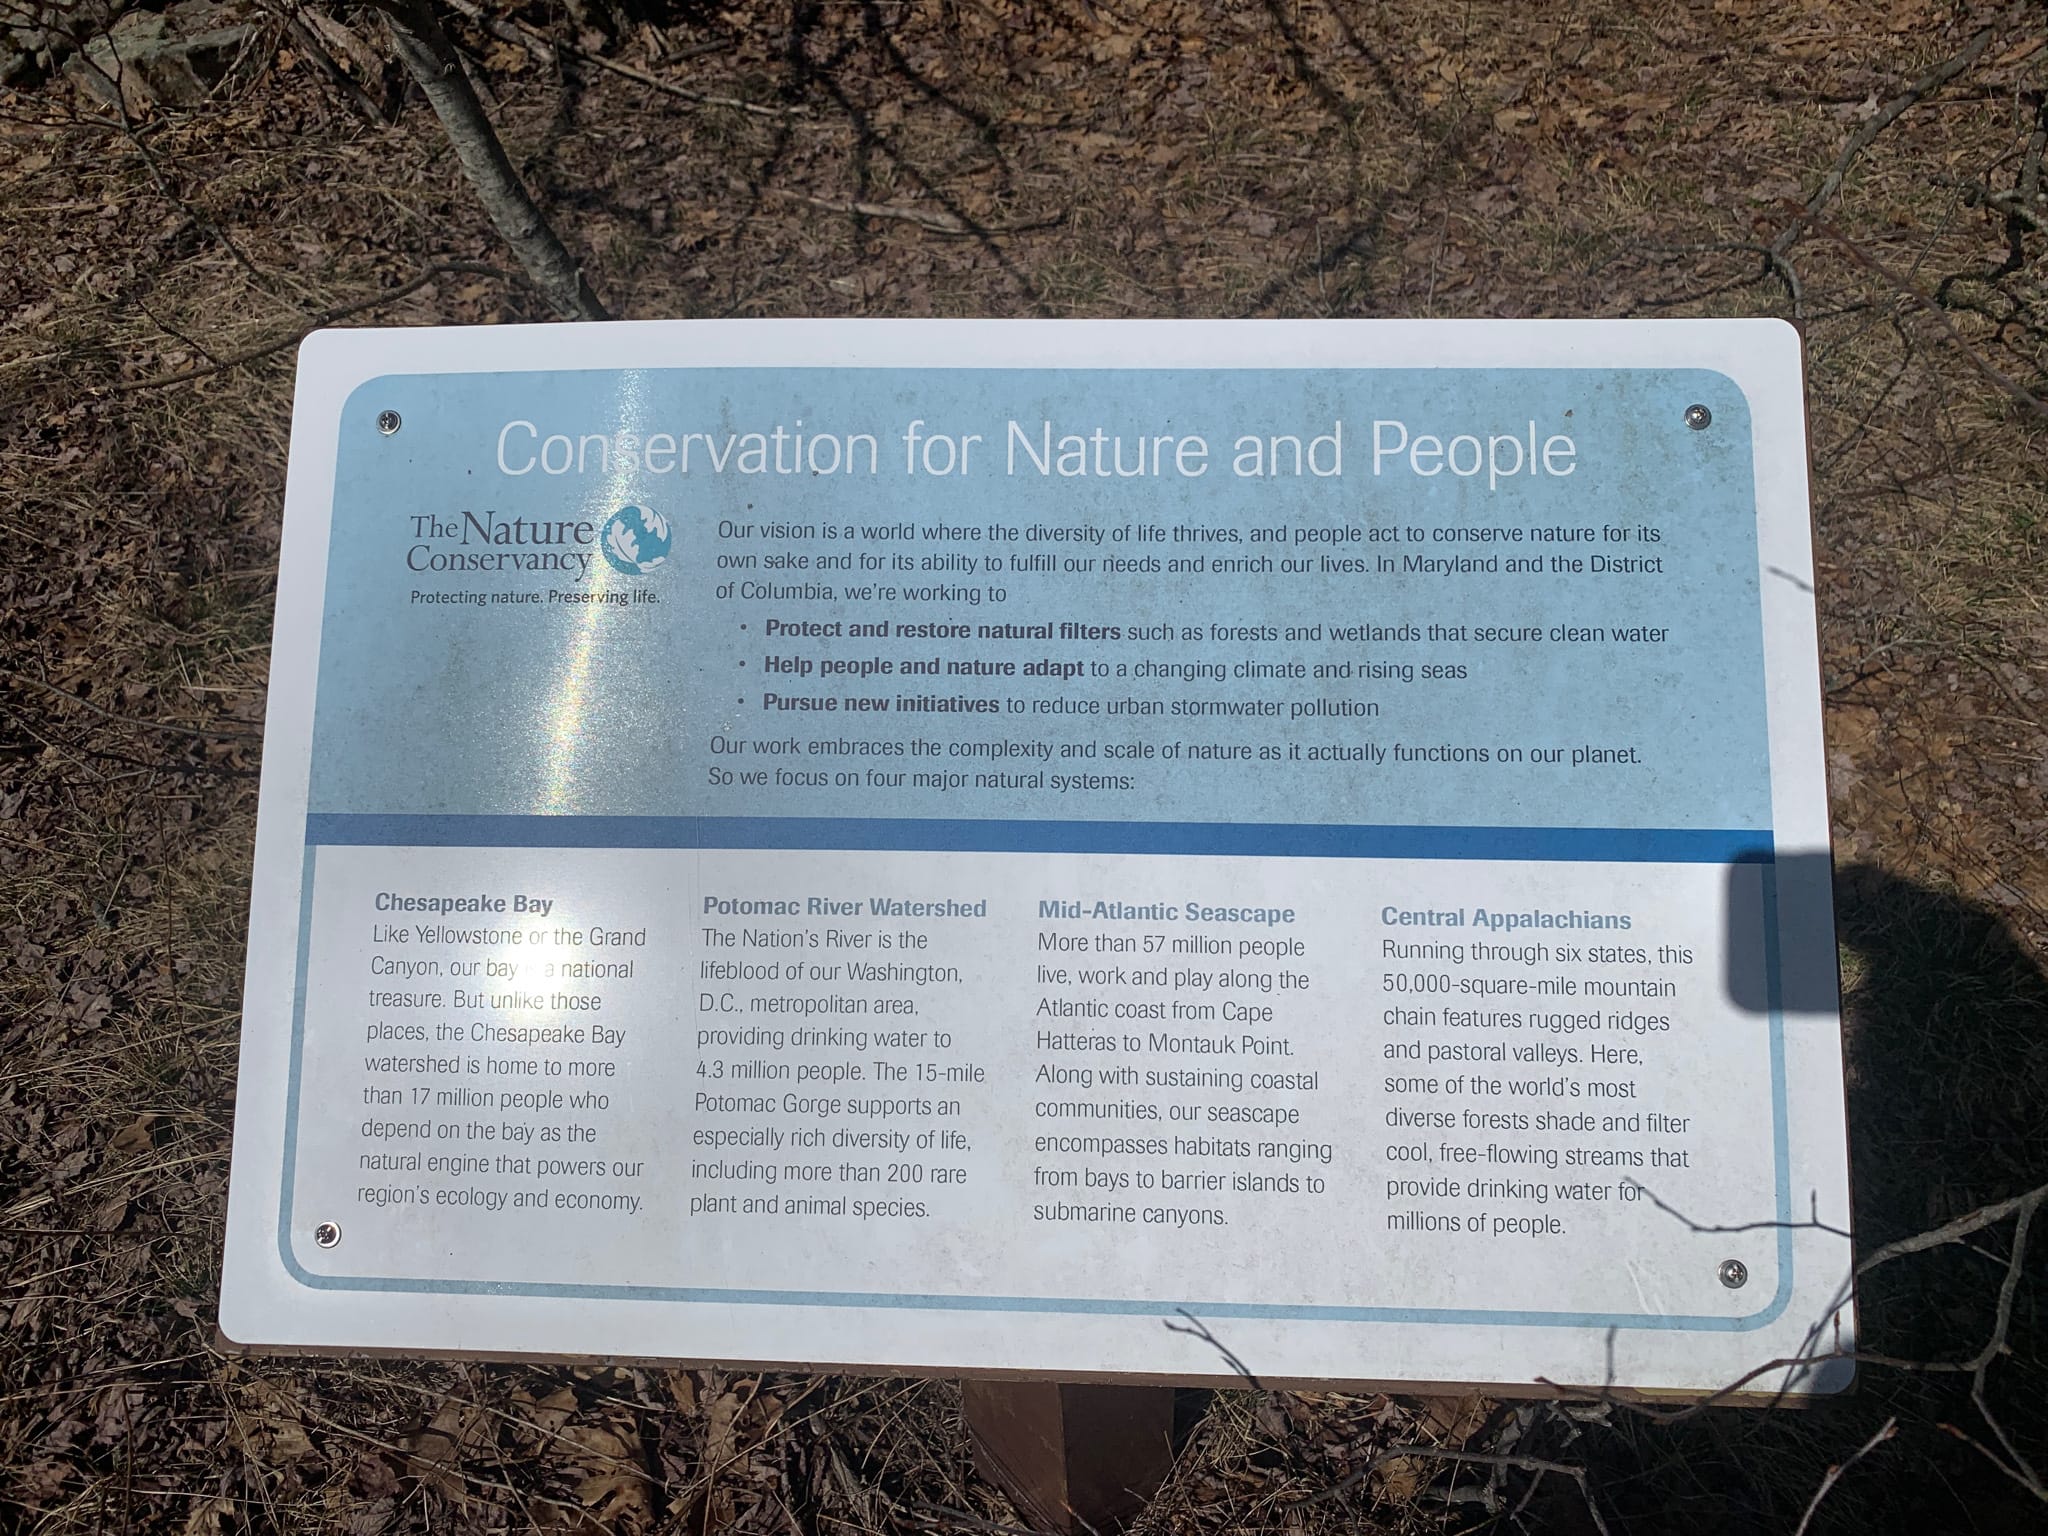 Conservation for Nature and People
The Nature
Conservancy
Protecting nature. Preserving life.
Our vision is a world where the diversity of life thrives, and people act to conserve nature for its
own sake and for its ability to fulfill our needs and enrich our lives. In Maryland and the District
of Columbia, we're working to
• Protect and restore natural filters such as forests and wetlands that secure clean water
• Help people and nature adapt to a changing climate and rising seas
• Pursue new initiatives to reduce urban stormwater pollution
Our work embraces the complexity and scale of nature as it actually functions on our planet.
So we focus on four major natural systems:
Chesapeake Bay
Like Yellowstone or the Grand
Canyon, our bay is a national
treasure. But unlike those
places, the Chesapeake Bay
watershed is home to more
than 17 million people who
depend on the bay as the
natural engine that powers our
region's ecology and economy.
Potomac River Watershed
The Nation's River is the
lifeblood of our Washington,
D.C., metropolitan area,
providing drinking water to
4.3 million people. The 15-mile
Potomac Gorge supports an
especially rich diversity of life,
including more than 200 rare
plant and animal species.
Mid-Atlantic Seascape
More than 57 million people
live, work and play along the
Atlantic coast from Cape
Hatteras to Montauk Point.
Along with sustaining coastal
communities, our seascape
encompasses habitats ranging
from bays to barrier islands to
submarine canyons.
Central Appalachians
Running through six states, this
50,000-square-mile mountain
chain features rugged ridges
and pastoral valleys. Here,
some of the world's most
diverse forests shade and filter
cool, free-flowing streams that
provide drinking water for
millions of people.